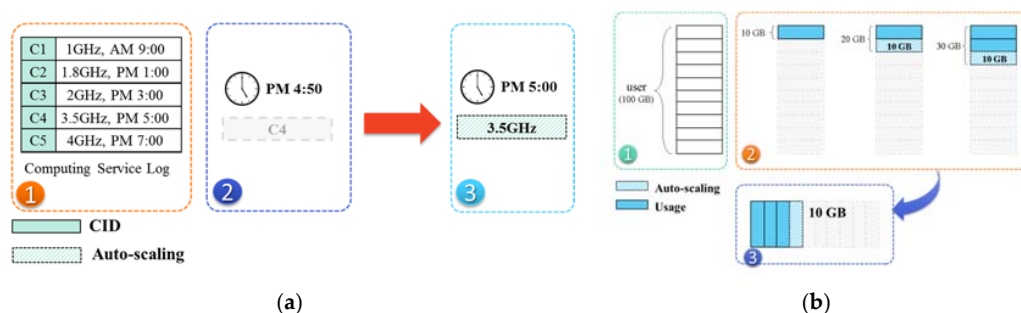 C1 1GHz, AM 9:00
C2 1.8GHz, PM 1:00
C3 2GHz, PM 3:00
C4 3.5GHz, PM 5:00
C5 4GHz, PM 7:00
Computing Service Log
1
CID
Auto-scaling
PM 4:50
C4
2
PM 5:00
3.5GHz
3
(a)
user
(100 GB)
1
Auto-scaling
Usage
10 GB
20 GB
10 GB
30 GB
10 GB
2
10 GB
3
(b)